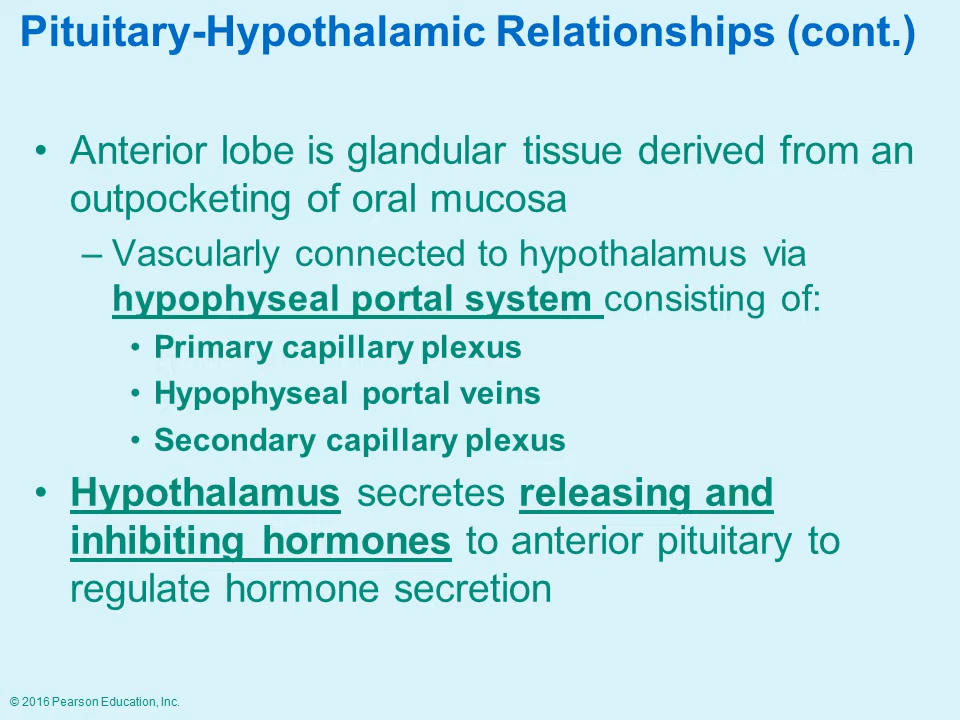 Pituitary-Hypothalamic Relationships (cont.)
• Anterior lobe is glandular tissue derived from an
outpocketing of oral mucosa
– Vascularly connected to hypothalamus via
hypophyseal portal system consisting of:
• Primary capillary plexus
• Hypophyseal portal veins
• Secondary capillary plexus
• Hypothalamus secretes releasing and
inhibiting hormones to anterior pituitary to
regulate hormone secretion
© 2016 Pearson Education, Inc.